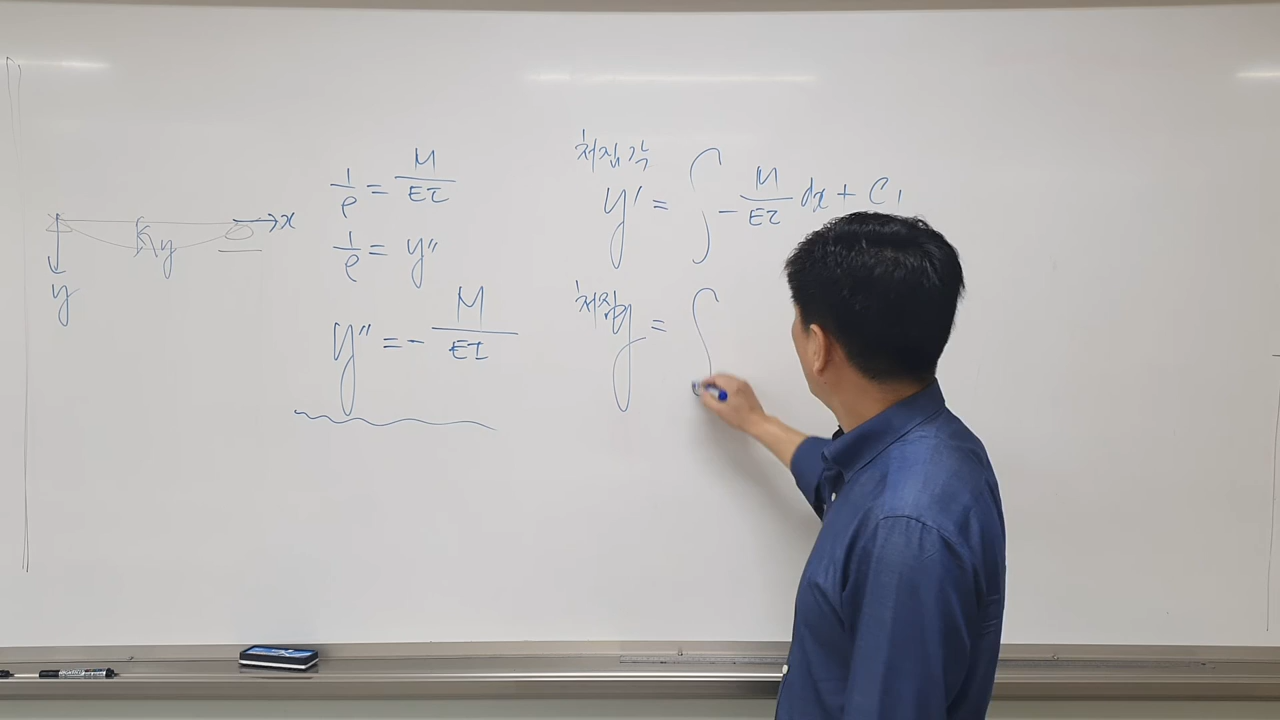 x
y
y
1/ρ = M/EI
1/ρ = y''
y'' = - M/EI
처짐각
y' = ∫ - M/EI dx + C1
처짐
y = ∫